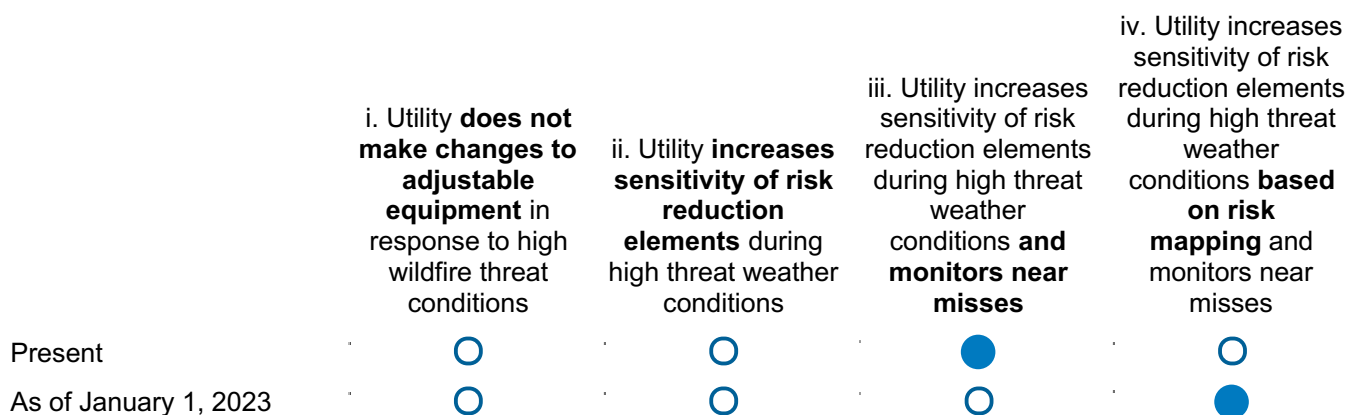 i. Utility does not
make changes to
adjustable
equipment in
response to high
wildfire threat
conditions
ii. Utility increases
sensitivity of risk
reduction
elements during
high threat weather
conditions
iii. Utility increases
sensitivity of risk
reduction elements
during high threat
weather
conditions and
monitors near
misses
iv. Utility increases
sensitivity of risk
reduction elements
during high threat
weather
conditions based
on risk
mapping and
monitors near
misses
Present
As of January 1, 2023